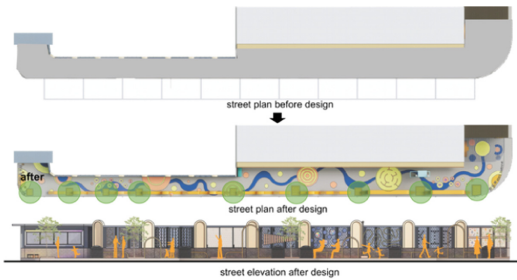 street plan before design
after
street plan after design
street elevation after design